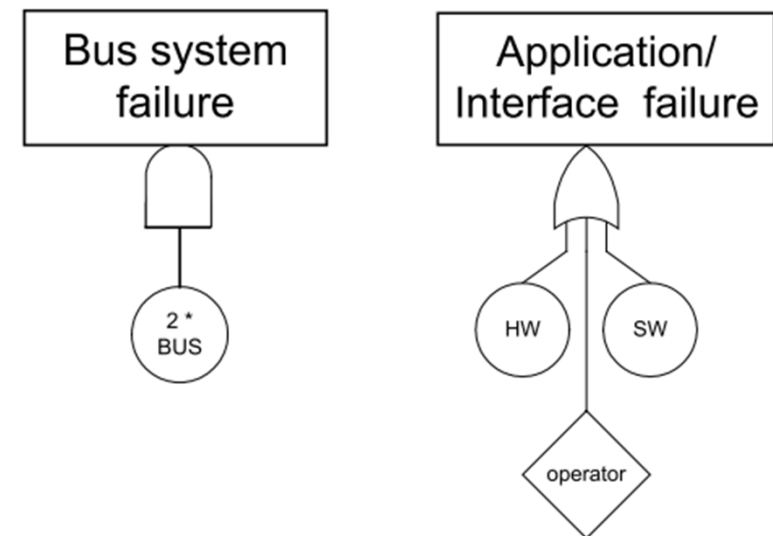 Bus system
failure
Application/
Interface failure
2 *
BUS
HW
SW
operator